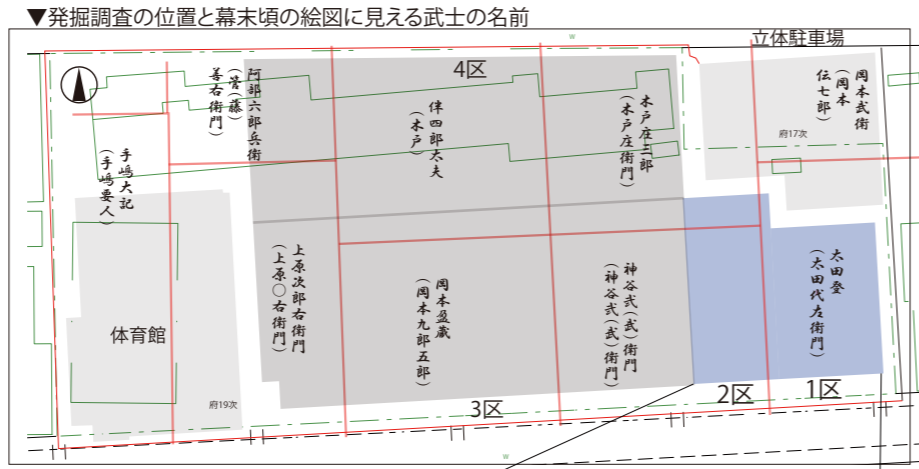 ▼発掘調査の位置と幕末頃の絵図に見える武士の名前
立体駐車場
岡本武衛
(岡本
伝七郎)
府17次
4区
木戸庄三郎
(木戸庄衛門)
伴四郎太夫
(木戸)
阿部六郎兵衛
(菅(藤)
善右衛門)
手嶋大記
(手嶋要人)
太田登
(太田代左衛門)
神谷弐(武)衛門
(神谷弐(武)衛門)
岡本盈蔵
(岡本九郎五郎)
上原次郎右衛門
(上原〇右衛門)
体育館
府19次
3区
2区
1区
w
w